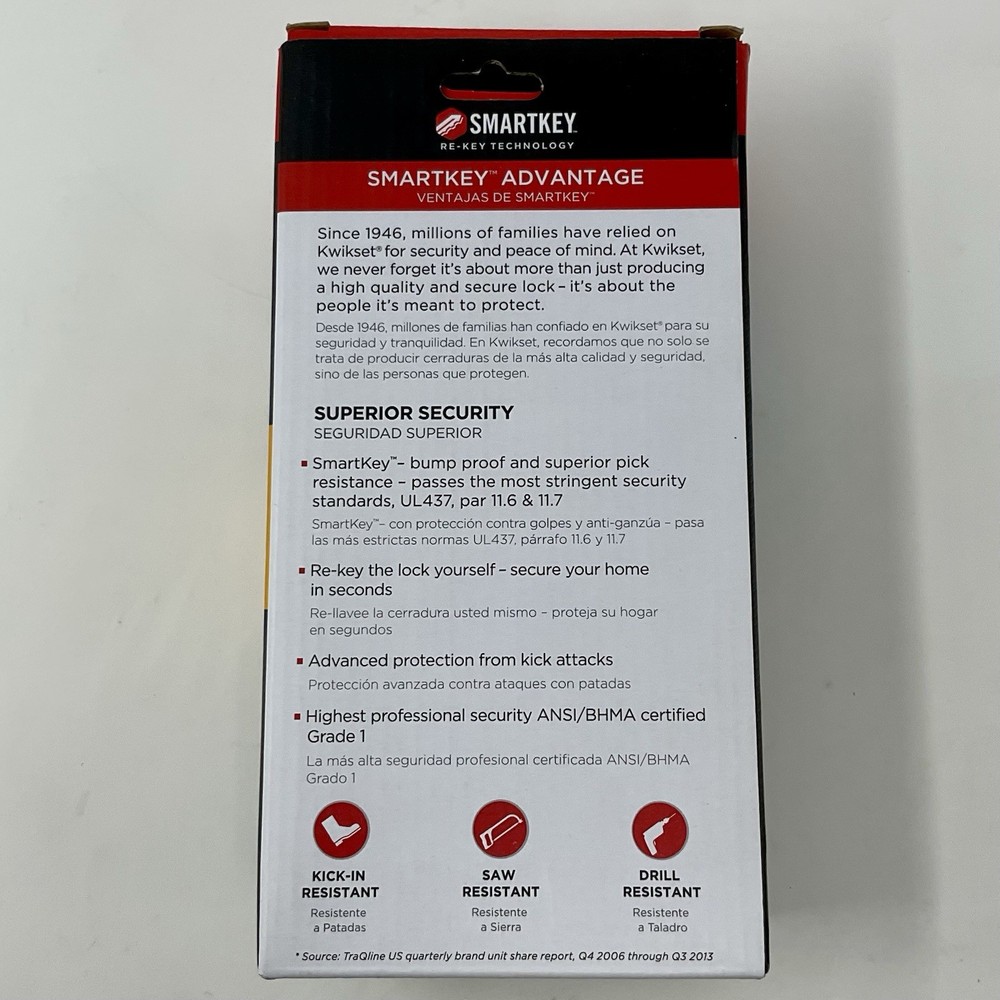 SMARTKEY™
RE-KEY TECHNOLOGY
SMARTKEY™ ADVANTAGE
VENTAJAS DE SMARTKEY™
Since 1946, millions of families have relied on
Kwikset® for security and peace of mind. At Kwikset,
we never forget it's about more than just producing
a high quality and secure lock – it's about the
people it's meant to protect.
Desde 1946, millones de familias han confiado en Kwikset® para su
seguridad y tranquilidad. En Kwikset, recordamos que no solo se
trata de producir cerraduras de la más alta calidad y seguridad,
sino de las personas que protegen.
SUPERIOR SECURITY
SEGURIDAD SUPERIOR
▪ SmartKey™– bump proof and superior pick
resistance – passes the most stringent security
standards, UL437, par 11.6 & 11.7
SmartKey™– con protección contra golpes y anti-ganzúa – pasa
las más estrictas normas UL437, párrafo 11.6 y 11.7
▪ Re-key the lock yourself – secure your home
in seconds
Re-llavee la cerradura usted mismo – proteja su hogar
en segundos
▪ Advanced protection from kick attacks
Protección avanzada contra ataques con patadas
▪ Highest professional security ANSI/BHMA certified
Grade 1
La más alta seguridad profesional certificada ANSI/BHMA
Grado 1
KICK-IN
RESISTANT
Resistente
a Patadas
SAW
RESISTANT
Resistente
a Sierra
DRILL
RESISTANT
Resistente
a Taladro
* Source: TraQline US quarterly brand unit share report, Q4 2006 through Q3 2013